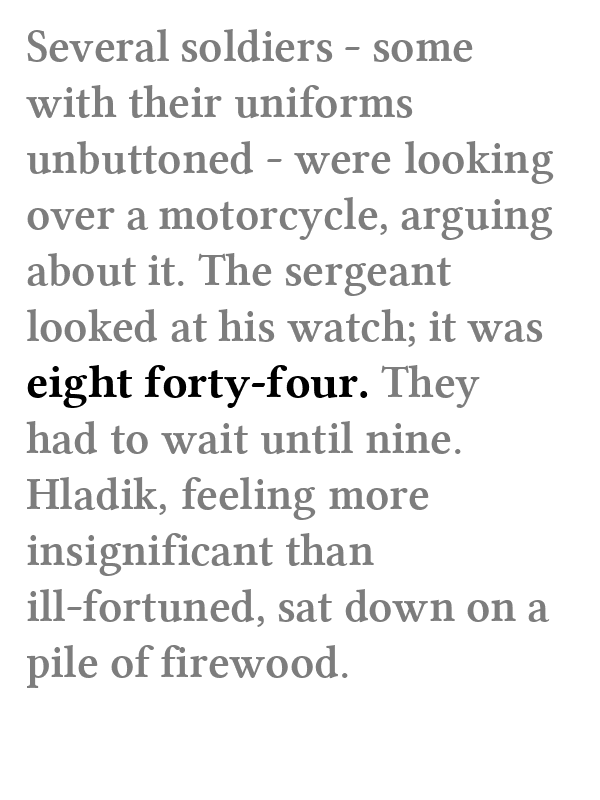 Several soldiers - some
with their uniforms
unbuttoned - were looking
over a motorcycle, arguing
about it. The sergeant
looked at his watch; it was
eight forty-four. They
had to wait until nine.
Hladik, feeling more
insignificant than
ill-fortuned, sat down on a
pile of firewood.